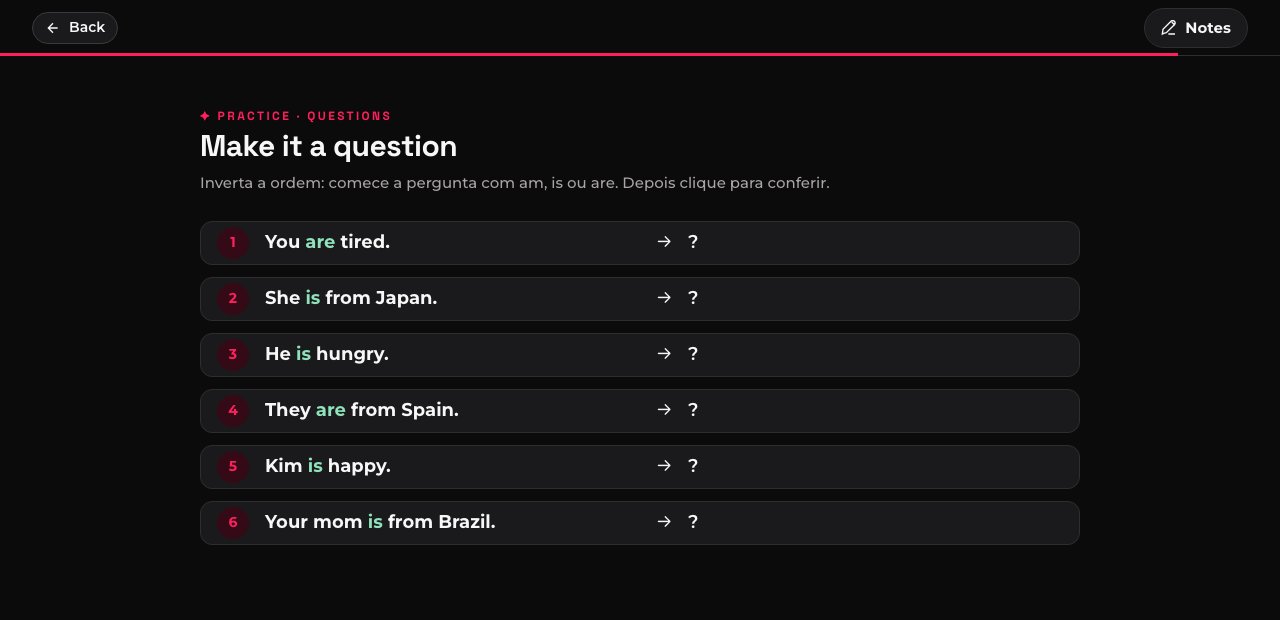 ← Back
Notes
✦ PRACTICE · QUESTIONS
Make it a question
Inverta a ordem: comece a pergunta com am, is ou are. Depois clique para conferir.
1 You are tired. → ?
2 She is from Japan. → ?
3 He is hungry. → ?
4 They are from Spain. → ?
5 Kim is happy. → ?
6 Your mom is from Brazil. → ?